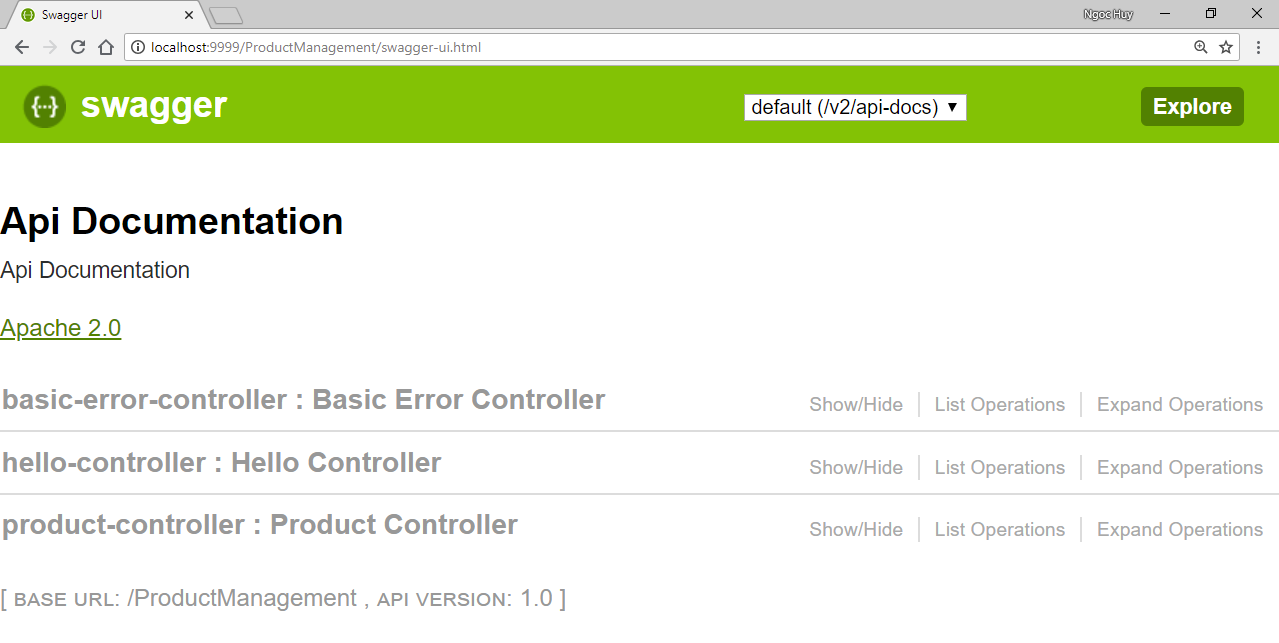 Swagger UI
Ngoc Huy
localhost:9999/ProductManagement/swagger-ui.html
{···} swagger
default (/v2/api-docs)
Explore
Api Documentation
Api Documentation
Apache 2.0
basic-error-controller : Basic Error Controller
Show/Hide
List Operations
Expand Operations
hello-controller : Hello Controller
Show/Hide
List Operations
Expand Operations
product-controller : Product Controller
Show/Hide
List Operations
Expand Operations
[ BASE URL: /ProductManagement , API VERSION: 1.0 ]